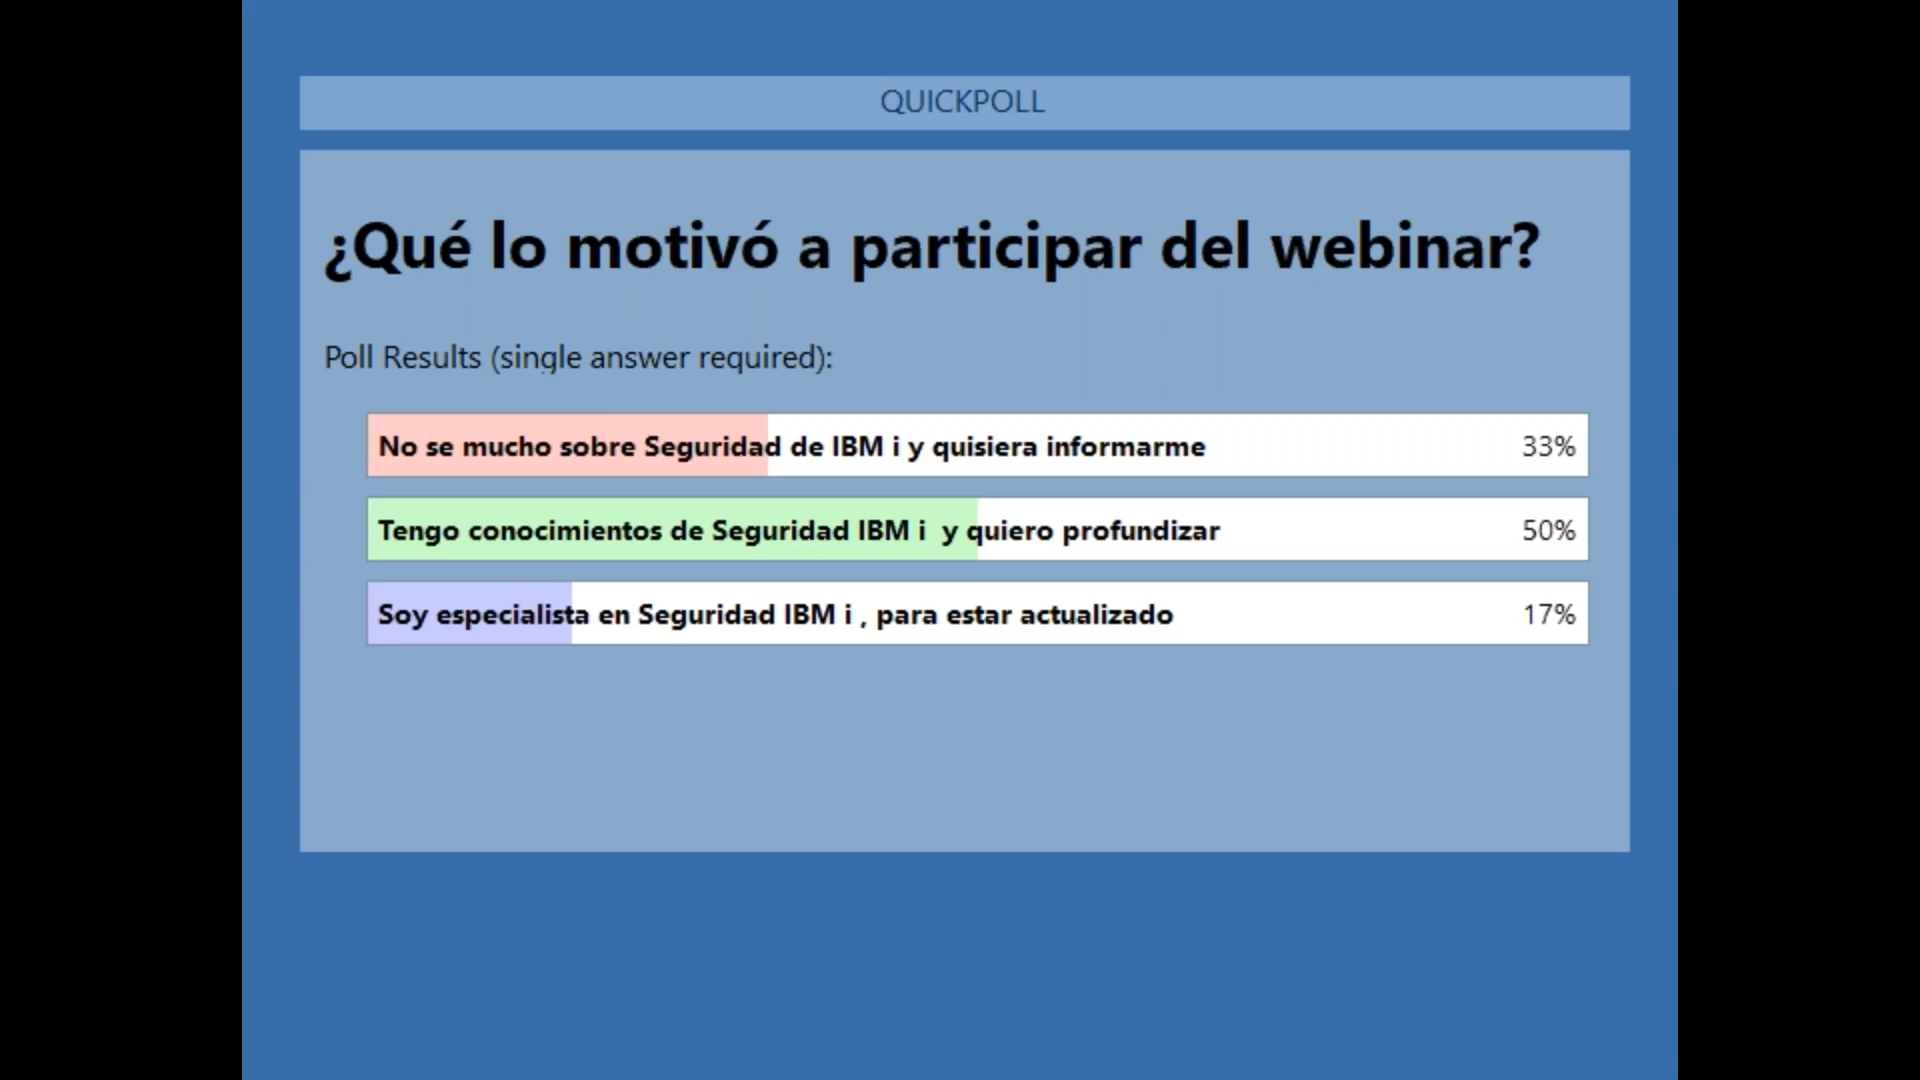 QUICKPOLL
¿Qué lo motivó a participar del webinar?
Poll Results (single answer required):
No se mucho sobre Seguridad de IBM i y quisiera informarme 33%
Tengo conocimientos de Seguridad IBM i  y quiero profundizar 50%
Soy especialista en Seguridad IBM i , para estar actualizado 17%